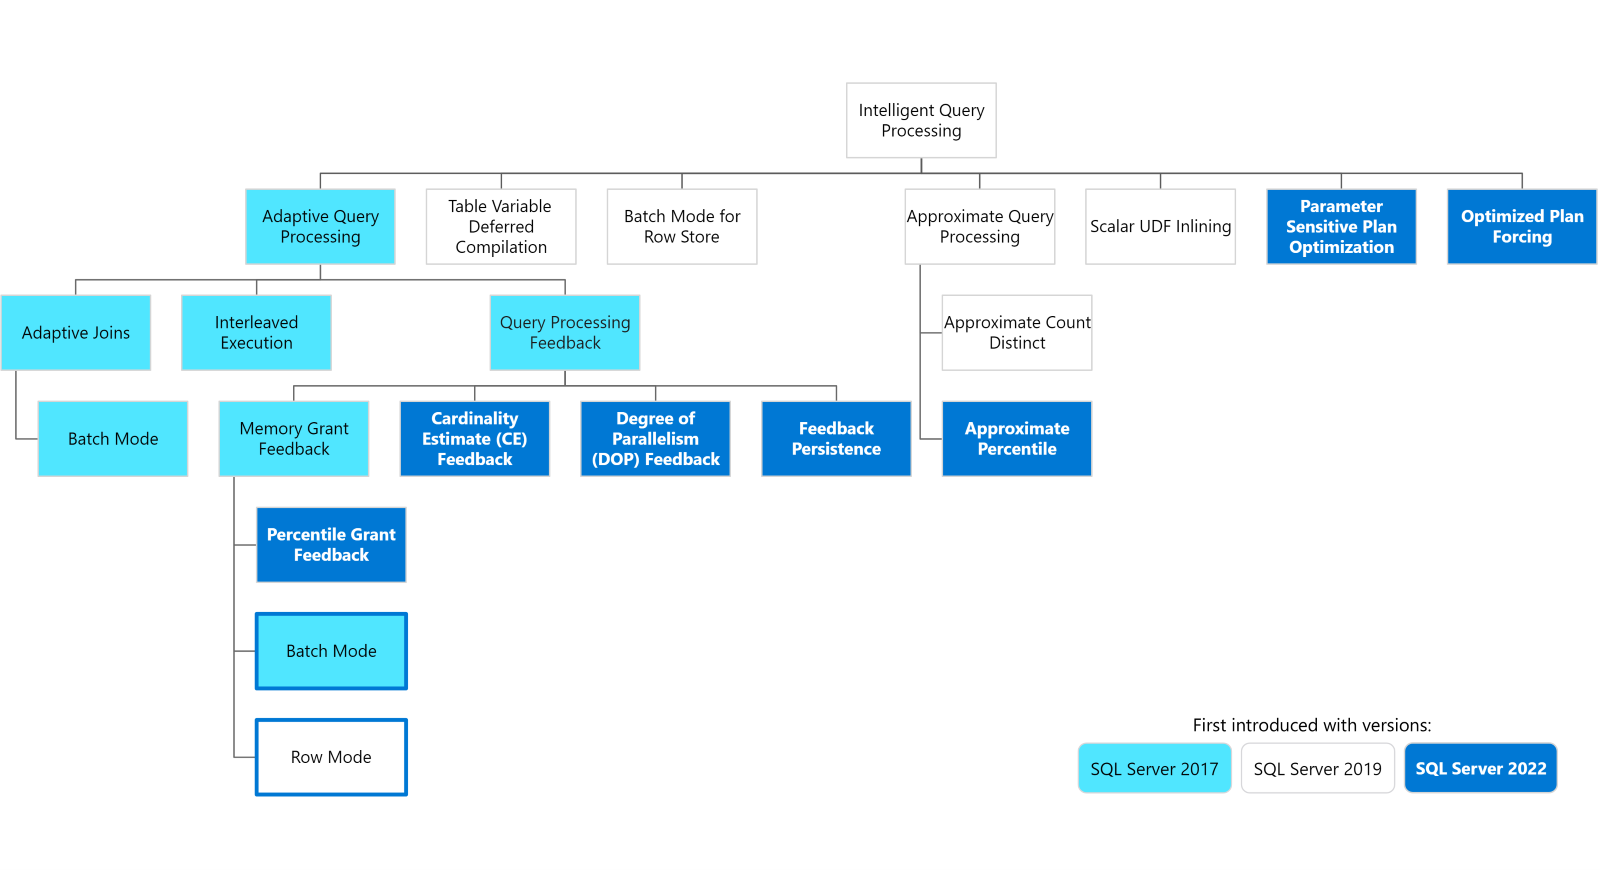 Intelligent Query
Processing
Adaptive Query
Processing
Table Variable
Deferred
Compilation
Batch Mode for
Row Store
Approximate Query
Processing
Scalar UDF Inlining
Parameter
Sensitive Plan
Optimization
Optimized Plan
Forcing
Adaptive Joins
Interleaved
Execution
Query Processing
Feedback
Approximate Count
Distinct
Batch Mode
Memory Grant
Feedback
Cardinality
Estimate (CE)
Feedback
Degree of
Parallelism
(DOP) Feedback
Feedback
Persistence
Approximate
Percentile
Percentile Grant
Feedback
Batch Mode
Row Mode
First introduced with versions:
SQL Server 2017
SQL Server 2019
SQL Server 2022